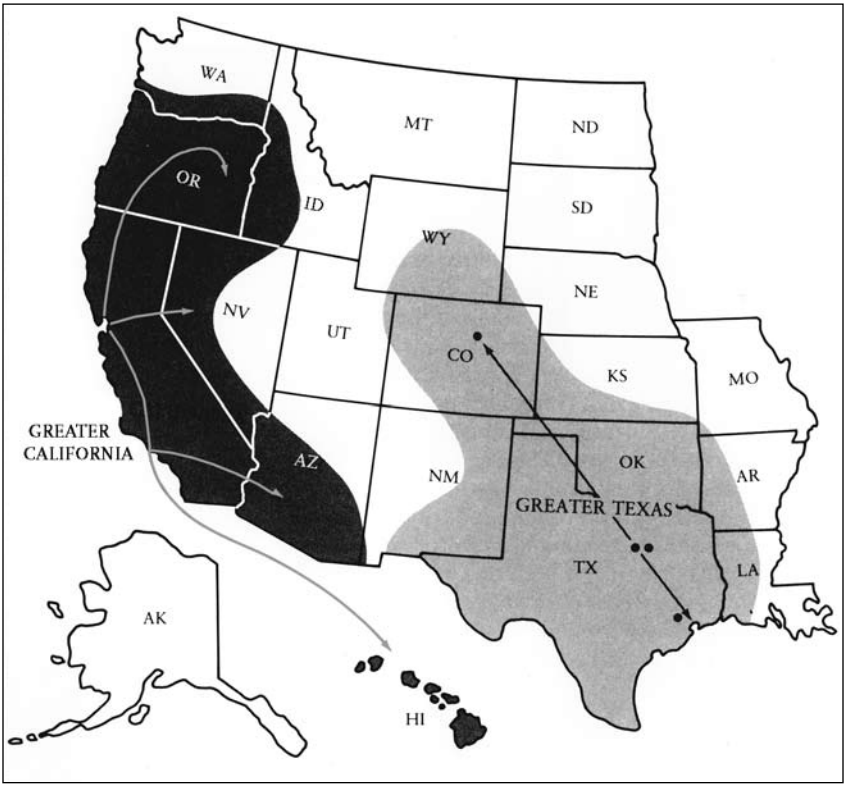 WA
MT
ND
OR
ID
SD
WY
NE
NV
UT
CO
KS
MO
GREATER
CALIFORNIA
AZ
NM
OK
AR
GREATER TEXAS
TX
LA
AK
HI